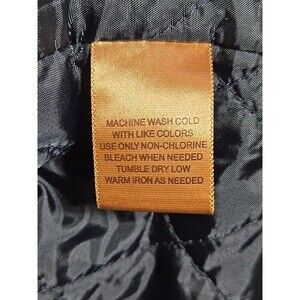 MACHINE WASH COLD
WITH LIKE COLORS
USE ONLY NON-CHLORINE
BLEACH WHEN NEEDED
TUMBLE DRY LOW
WARM IRON AS NEEDED